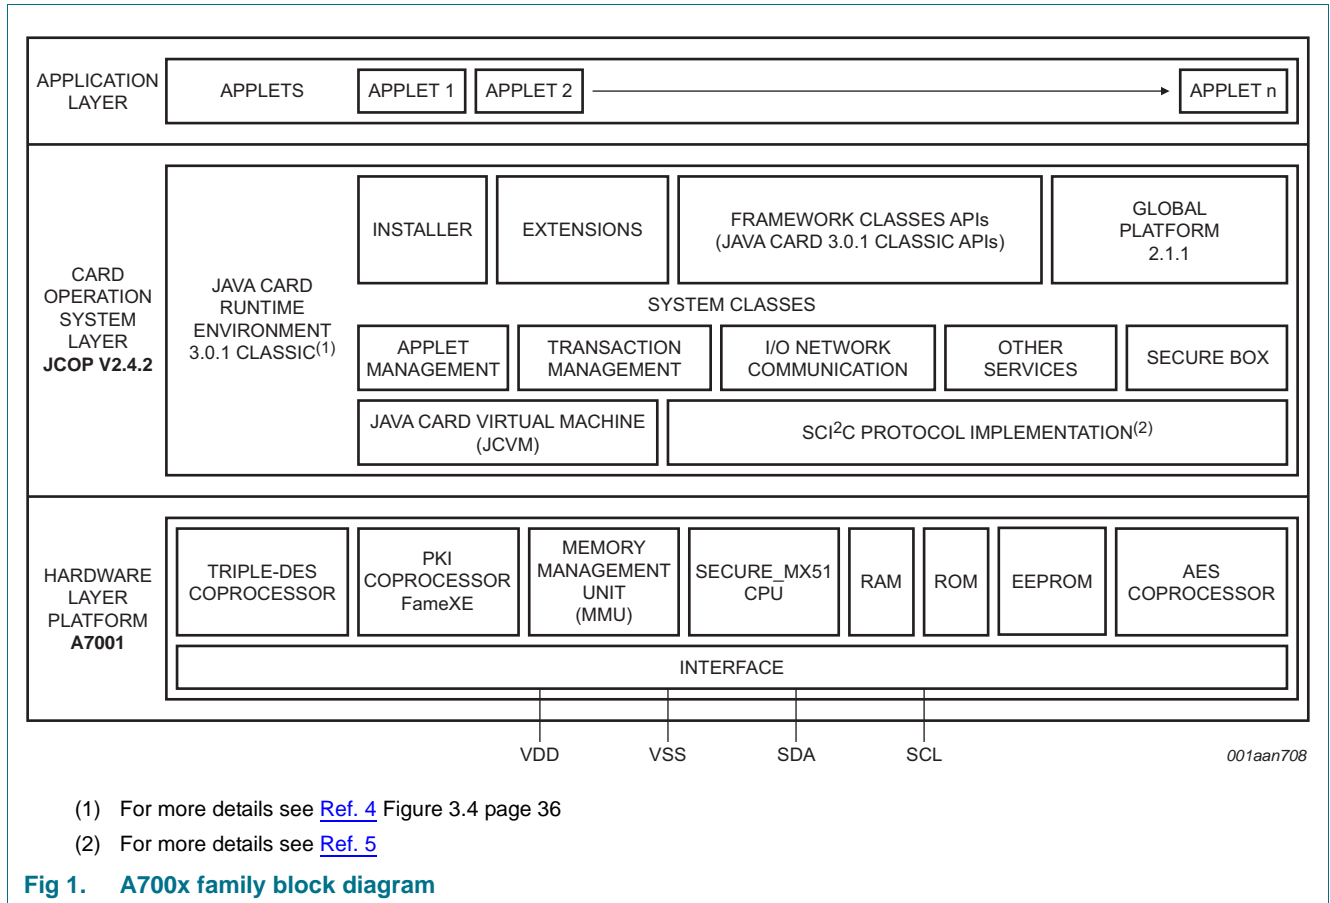 APPLICATION
LAYER
APPLETS
APPLET 1
APPLET 2
APPLET n
CARD
OPERATION
SYSTEM
LAYER
JCOP V2.4.2
JAVA CARD
RUNTIME
ENVIRONMENT
3.0.1 CLASSIC(1)
INSTALLER
EXTENSIONS
FRAMEWORK CLASSES APIs
(JAVA CARD 3.0.1 CLASSIC APIs)
GLOBAL
PLATFORM
2.1.1
SYSTEM CLASSES
APPLET
MANAGEMENT
TRANSACTION
MANAGEMENT
I/O NETWORK
COMMUNICATION
OTHER
SERVICES
SECURE BOX
JAVA CARD VIRTUAL MACHINE
(JCVM)
SCI2C PROTOCOL IMPLEMENTATION(2)
HARDWARE
LAYER
PLATFORM
A7001
TRIPLE-DES
COPROCESSOR
PKI
COPROCESSOR
FameXE
MEMORY
MANAGEMENT
UNIT
(MMU)
SECURE_MX51
CPU
RAM
ROM
EEPROM
AES
COPROCESSOR
INTERFACE
VDD
VSS
SDA
SCL
001aan708
(1) For more details see Ref. 4 Figure 3.4 page 36
(2) For more details see Ref. 5
Fig 1. A700x family block diagram